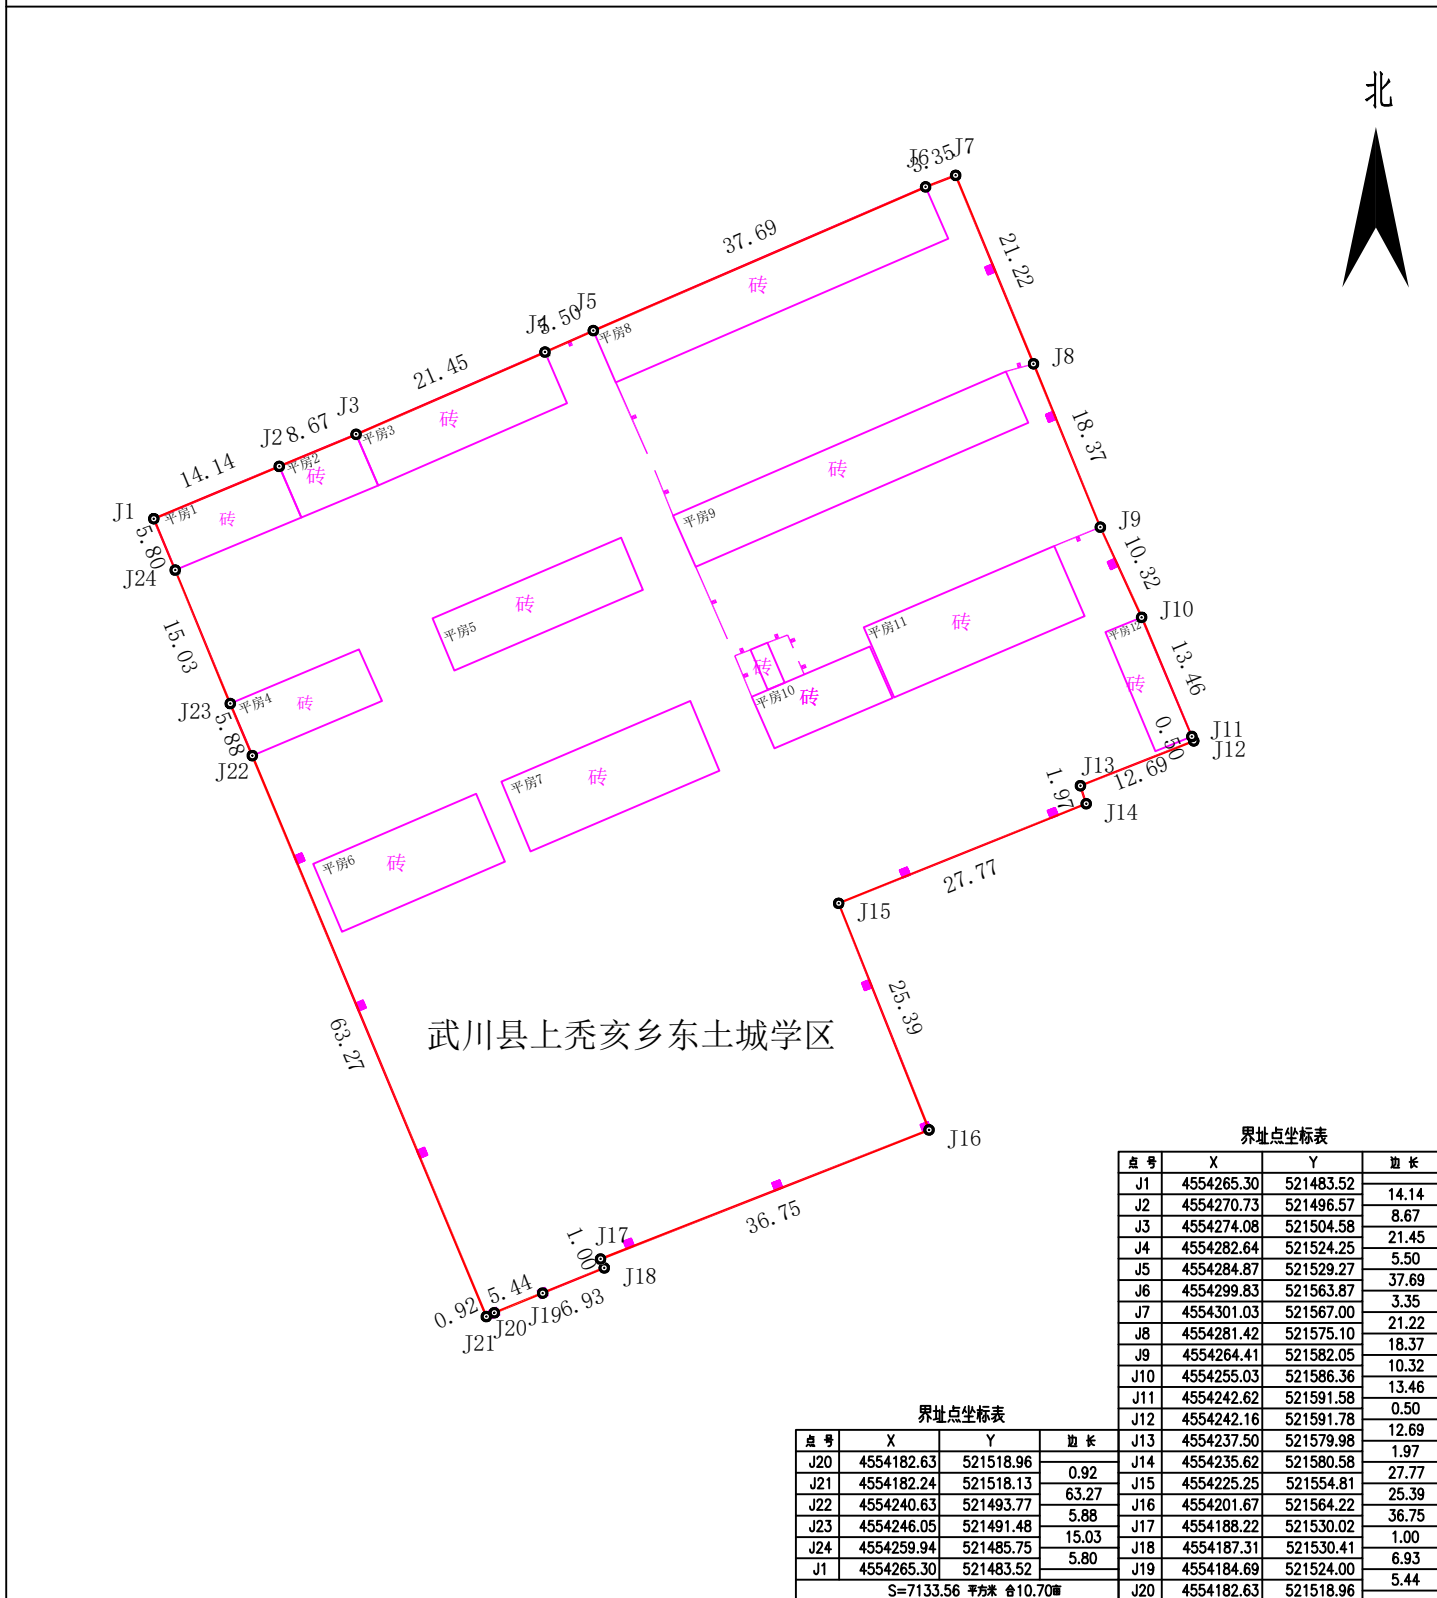 北
J6
3.35
J7
37.69
21.22
J5
5.50
J4
平房8
砖
J8
21.45
J3
8.67
J2
平房3
砖
18.37
14.14
平房2
砖
砖
J1
平房1
砖
平房9
J9
5.80
J24
10.32
砖
平房5
J10
平房11
砖
平房12
15.03
砖
13.46
J23
平房4
砖
平房10
砖
砖
5.88
J22
J11
0.50
J12
J13
12.69
1.97
J14
平房7
砖
平房6
砖
27.77
J15
25.39
63.27
武川县上秃亥乡东土城学区
J16
36.75
J17
1.00
J18
5.44
0.92
J19
6.93
J20
J21
界址点坐标表
点 号 X Y 边 长
J1 4554265.30 521483.52
14.14
J2 4554270.73 521496.57
8.67
J3 4554274.08 521504.58
21.45
J4 4554282.64 521524.25
5.50
J5 4554284.87 521529.27
37.69
J6 4554299.83 521563.87
3.35
J7 4554301.03 521567.00
21.22
J8 4554281.42 521575.10
18.37
J9 4554264.41 521582.05
10.32
J10 4554255.03 521586.36
13.46
J11 4554242.62 521591.58
0.50
J12 4554242.16 521591.78
12.69
J13 4554237.50 521579.98
1.97
J14 4554235.62 521580.58
27.77
J15 4554225.25 521554.81
25.39
J16 4554201.67 521564.22
36.75
J17 4554188.22 521530.02
1.00
J18 4554187.31 521530.41
6.93
J19 4554184.69 521524.00
5.44
J20 4554182.63 521518.96
界址点坐标表
点 号 X Y 边 长
J20 4554182.63 521518.96
0.92
J21 4554182.24 521518.13
63.27
J22 4554240.63 521493.77
5.88
J23 4554246.05 521491.48
15.03
J24 4554259.94 521485.75
5.80
J1 4554265.30 521483.52
S=7133.56 平方米 合10.70亩